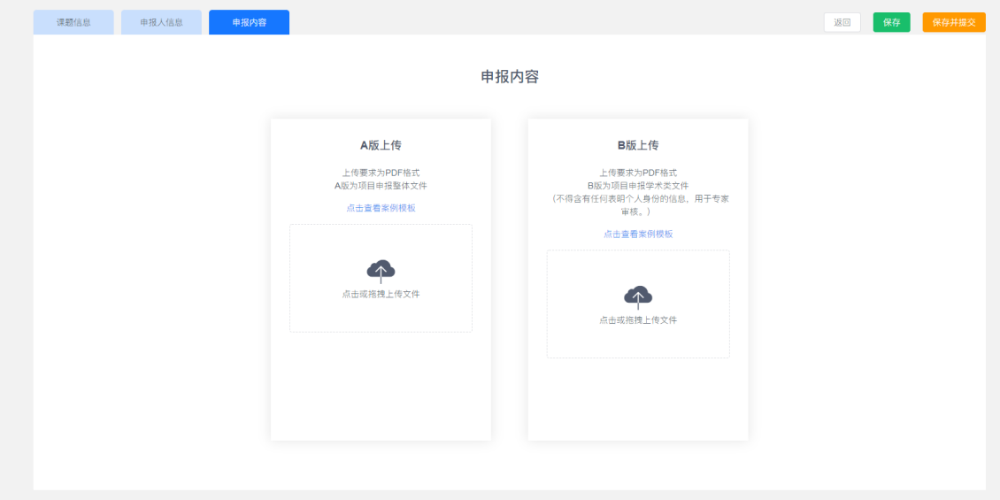 课题信息
申报人信息
申报内容
返回
保存
保存并提交
申报内容
A版上传
上传要求为PDF格式
A版为项目申报整体文件
点击查看案例模板
点击或拖拽上传文件
B版上传
上传要求为PDF格式
B版为项目申报学术类文件
（不得含有任何表明个人身份的信息，用于专家
审核。）
点击查看案例模板
点击或拖拽上传文件